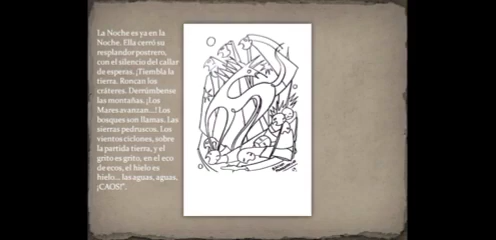 La Noche es ya en la
Noche. Ella cerró su
resplandor postrero,
con el silencio del callar
de esperas. ¡Tiembla la
tierra. Roncan los
cráteres. Derrúmbense
las montañas. ¡Los
Mares avanzan...! Los
bosques son llamas. Las
sierras pedruscos. Los
vientos ciclones, sobre
la partida tierra, y el
grito es grito, en el eco
de ecos, el hielo es
hielo... las aguas, aguas,
¡CAOS!".